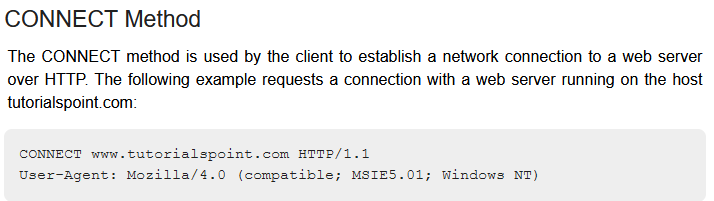 CONNECT Method
The CONNECT method is used by the client to establish a network connection to a web server
over HTTP. The following example requests a connection with a web server running on the host
tutorialspoint.com:
CONNECT www.tutorialspoint.com HTTP/1.1
User-Agent: Mozilla/4.0 (compatible; MSIE5.01; Windows NT)